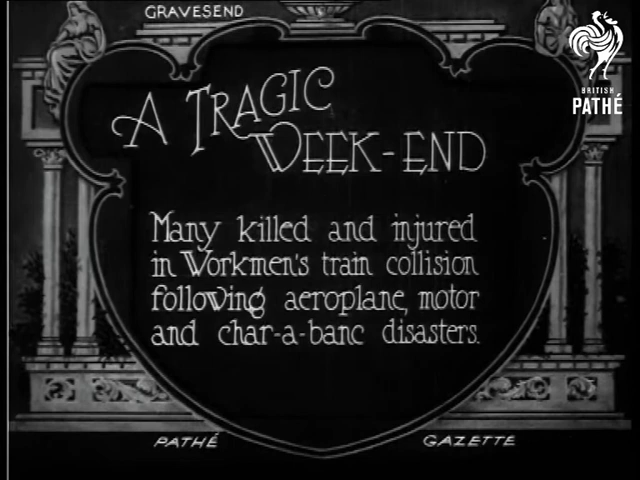 GRAVESEND
BRITISH
PATHÉ
A TRAGIC
WEEK-END
Many killed and injured
in Workmen's train collision
following aeroplane, motor
and char-a-banc disasters.
PATHÉ GAZETTE